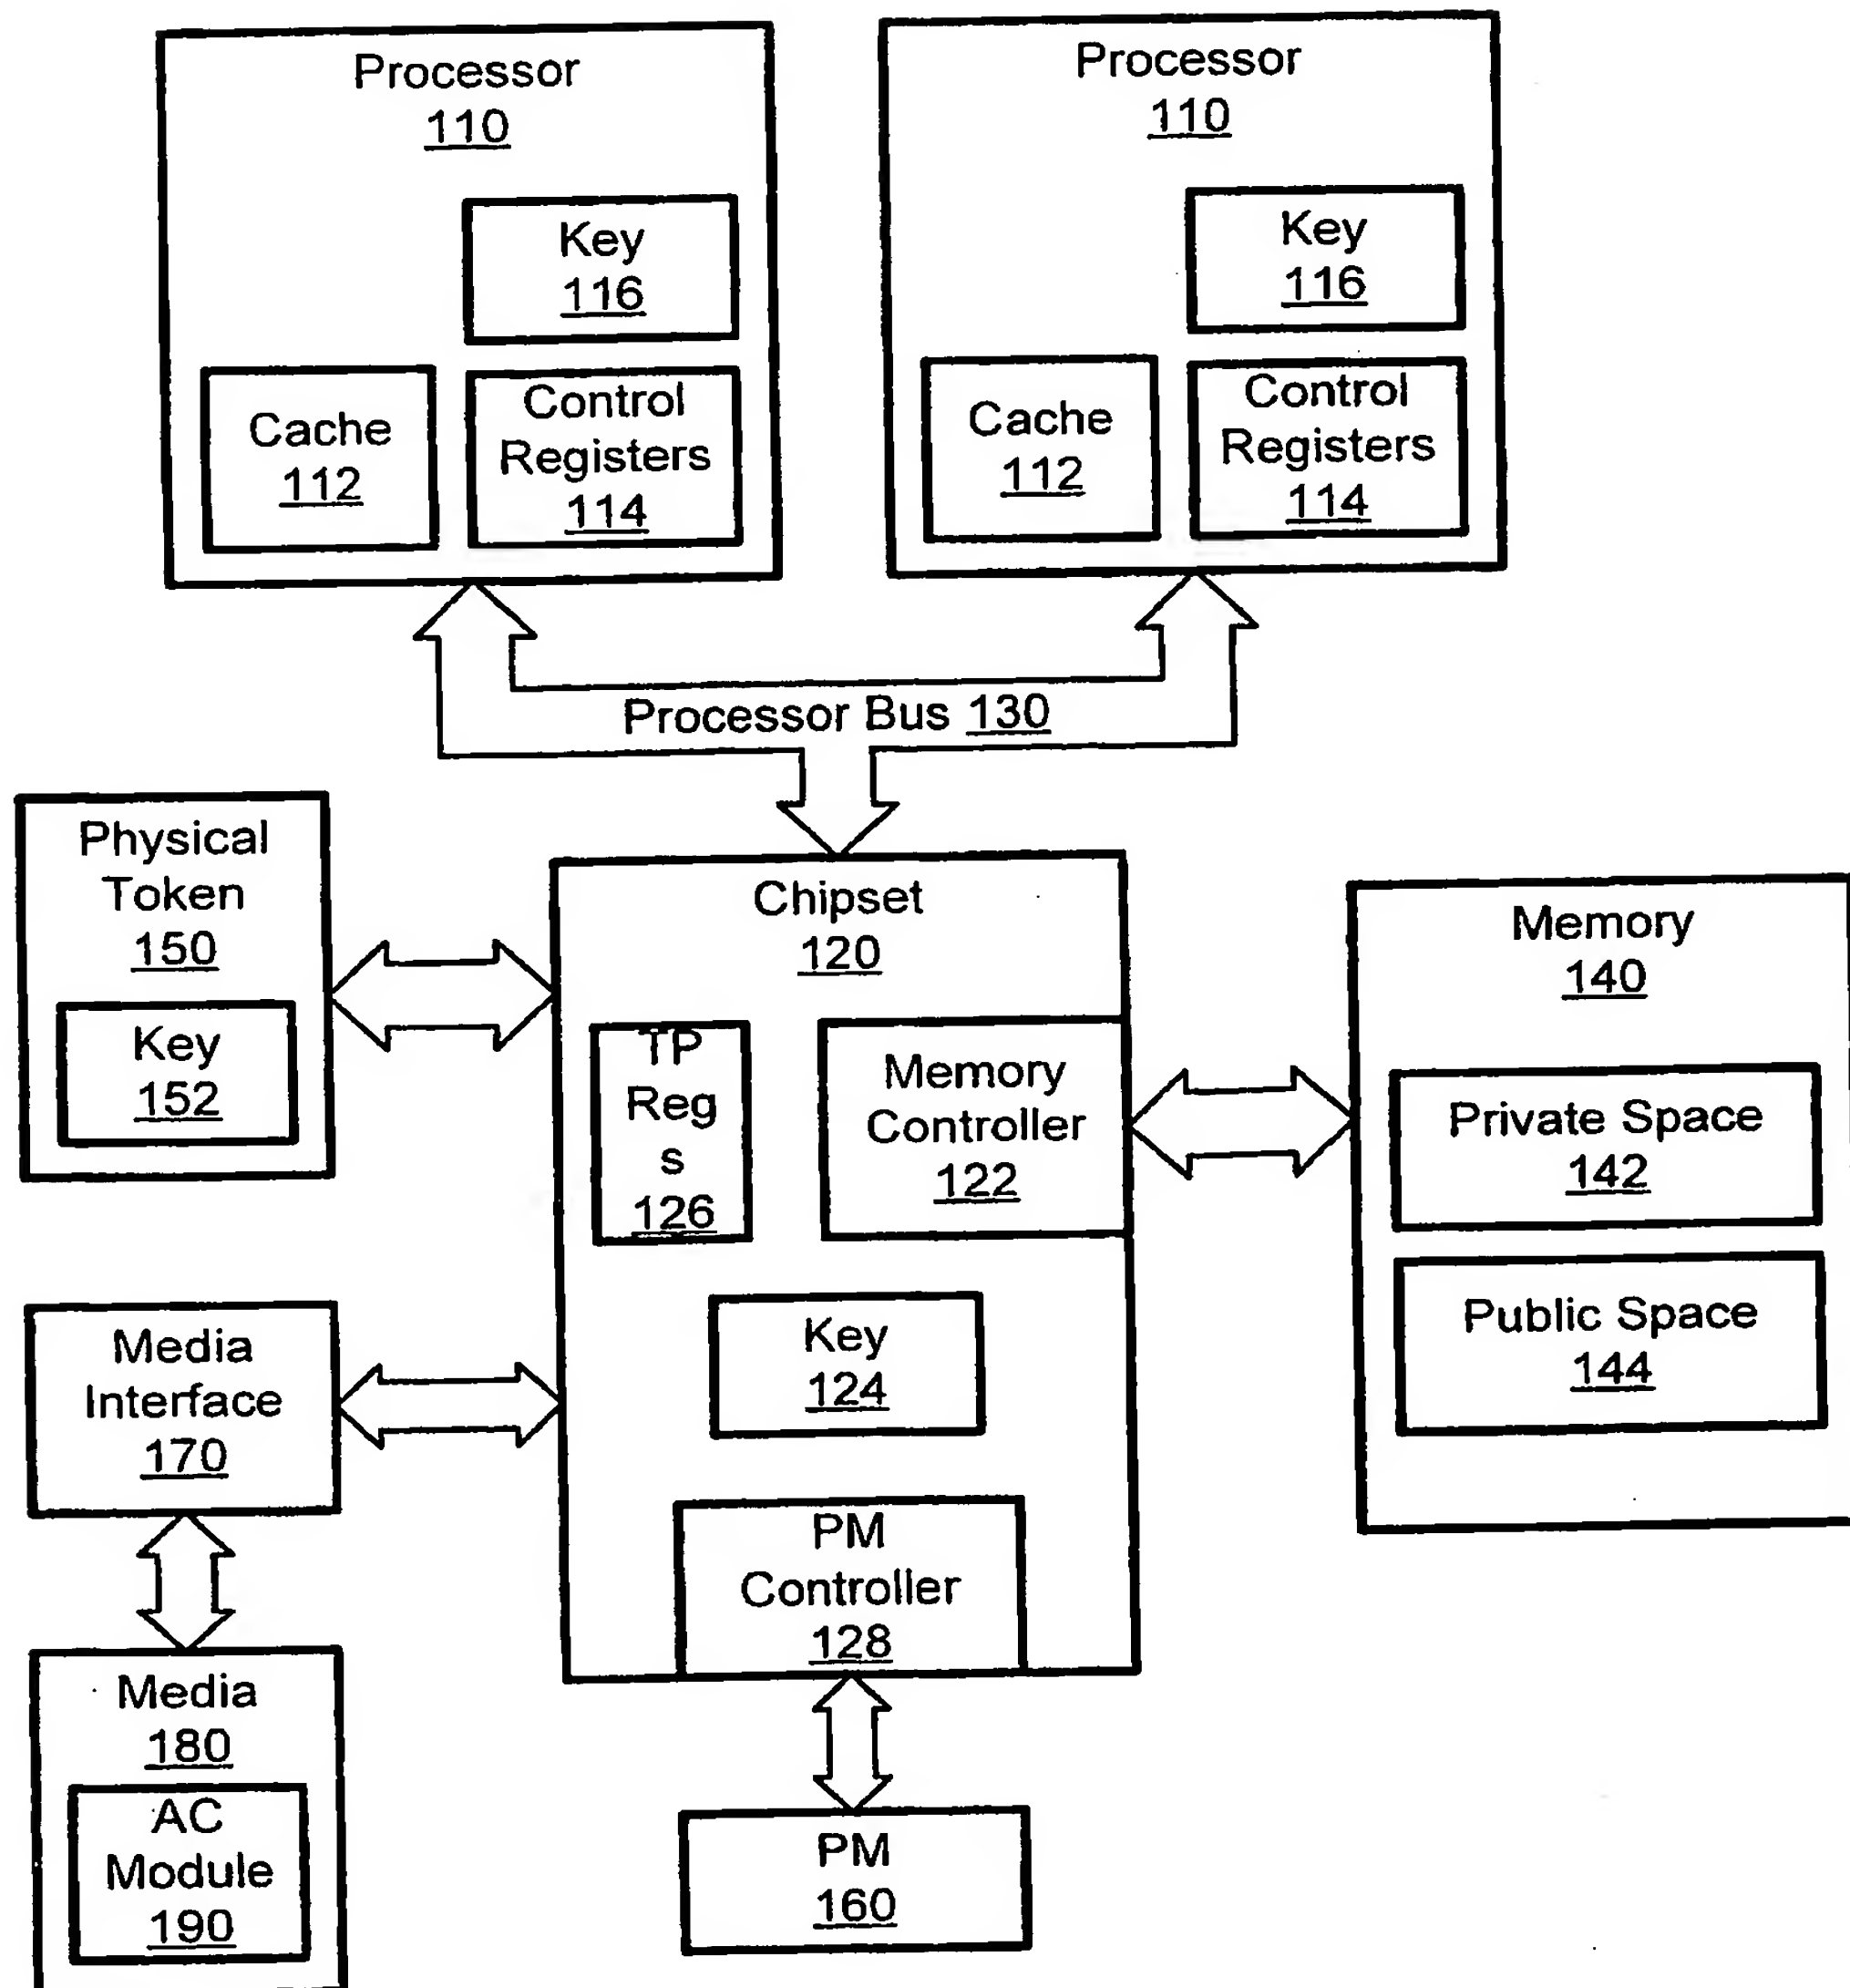 Processor
110
Key
116
Cache
112
Control
Registers
114
Processor
110
Key
116
Cache
112
Control
Registers
114
Processor Bus 130
Physical
Token
150
Key
152
Chipset
120
TP
Reg
s
126
Memory
Controller
122
Key
124
PM
Controller
128
Memory
140
Private Space
142
Public Space
144
Media
Interface
170
Media
180
AC
Module
190
PM
160